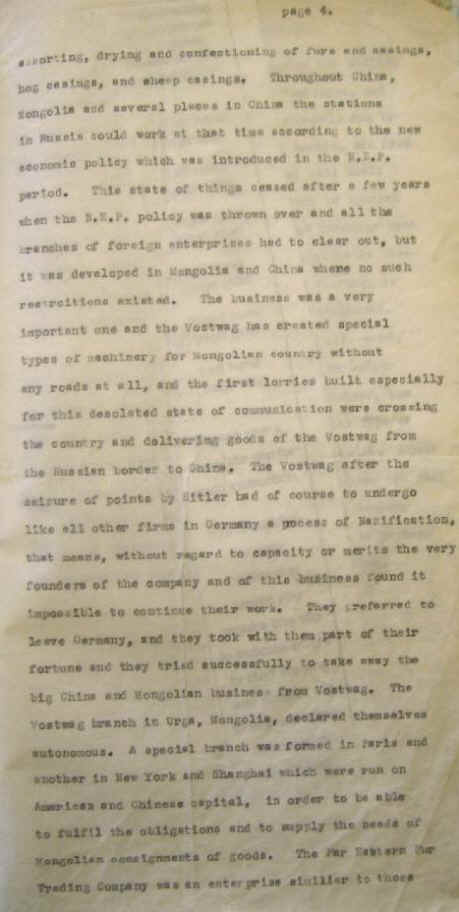 page 4.
assorting, drying and confectioning of furs and casings,
hog casings, and sheep casings. Throughout China,
Mongolia and several places in China the stations
in Russia could work at that time according to the new
economic policy which was introduced in the N.E.P.
period. This state of things ceased after a few years
when the N.E.P. policy was thrown over and all the
branches of foreign enterprises had to clear out, but
it was developed in Mongolia and China where no such
restrcitions existed. The business was a very
important one and the Vostwag has created special
types of machinery for Mongolian country without
any roads at all, and the first lorries built especially
for this desolated state of communication were crossing
the country and delivering goods of the Vostwag from
the Russian border to China. The Vostwag after the
seizure of points by Hitler had of course to undergo
like all other firms in Germany a process of Nazification,
that means, without regard to capacity or merits the very
founders of the company and of this business found it
impossible to continue their work. They preferred to
leave Germany, and they took with them part of their
fortune and they tried successfully to take away the
big China and Mongolian business from Vostwag. The
Vostwag branch in Urga, Mongolia, declared themselves
autonomous. A special branch was formed in Paris and
another in New York and Shanghai which were run on
American and Chinese capital, in order to be able
to fulfil the obligations and to supply the needs of
Mongolian consignments of goods. The Far Eastern Fur
Trading Company was an enterprise similier to those